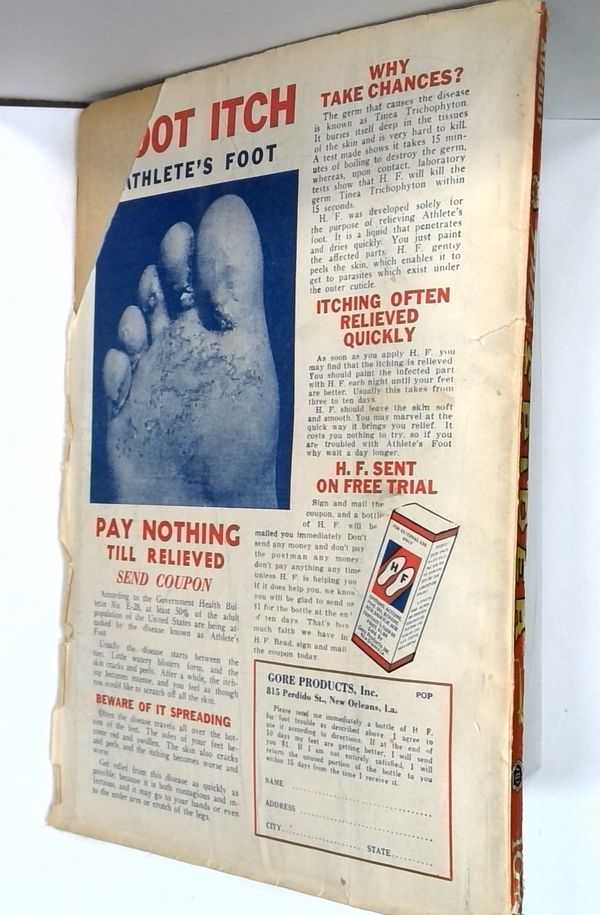 OOT ITCH
ATHLETE'S FOOT
PAY NOTHING
TILL RELIEVED
SEND COUPON
According to the Government Health Bul-
letin No. E-28, at least 50% of the adult
population of the United States are being at-
tacked by the disease known as Athlete's
Foot.
Usually the disease starts between the
toes. Little watery blisters form, and the
skin cracks and peels. After a while, the itch-
ing becomes intense, and you feel as though
you would like to scratch off all the skin.
BEWARE OF IT SPREADING
Often the disease travels all over the bot-
tom of the feet. The soles of your feet be-
come red and swollen. The skin also cracks
and peels, and the itching becomes worse and
worse.
Get relief from this disease as quickly as
possible, because it is both contagious and in-
fectious, and it may go to your hands or even
to the under arm or crotch of the legs.
WHY
TAKE CHANCES?
The germ that causes the disease
is known as Tinea Trichophyton.
It buries itself deep in the tissues
of the skin and is very hard to kill.
A test made shows it takes 15 min-
utes of boiling to destroy the germ,
whereas, upon contact, laboratory
tests show that H. F. will kill the
germ Tinea Trichophyton within
15 seconds.
H. F. was developed solely for
the purpose of relieving Athlete's
foot. It is a liquid that penetrates
and dries quickly. You just paint
the affected parts. H. F. gently
peels the skin, which enables it to
get to parasites which exist under
the outer cuticle.
ITCHING OFTEN
RELIEVED
QUICKLY
As soon as you apply H. F. you
may find that the itching is relieved
You should paint the infected part
with H. F. each night until your feet
are better. Usually this takes from
three to ten days.
H. F. should leave the skin soft
and smooth. You may marvel at the
quick way it brings you relief. It
costs you nothing to try, so if you
are troubled with Athlete's Foot
why wait a day longer.
H. F. SENT
ON FREE TRIAL
Sign and mail the
coupon, and a bottle
of H. F. will be
mailed you immediately. Don't
send any money and don't pay
the postman any money;
don't pay any time
unless H. F. is helping you
If it does help you, we know
you will be glad to send us
$1 for the bottle at the end
of ten days. That's how
much faith we have in
H. F. Read, sign and mail
the coupon today.
FOR EXTERNAL USE
ONLY
HF
GORE PRODUCTS, Inc. POP
815 Perdido St., New Orleans, La.
Please send me immediately a bottle of H. F.
for foot trouble as described above. I agree to
use it according to directions. If at the end of
10 days my feet are getting better, I will send
you $1. If I am not entirely satisfied, I will
return the unused portion of the bottle to you
within 15 days from the time I receive it.
NAME
ADDRESS
CITY STATE
AUGUST